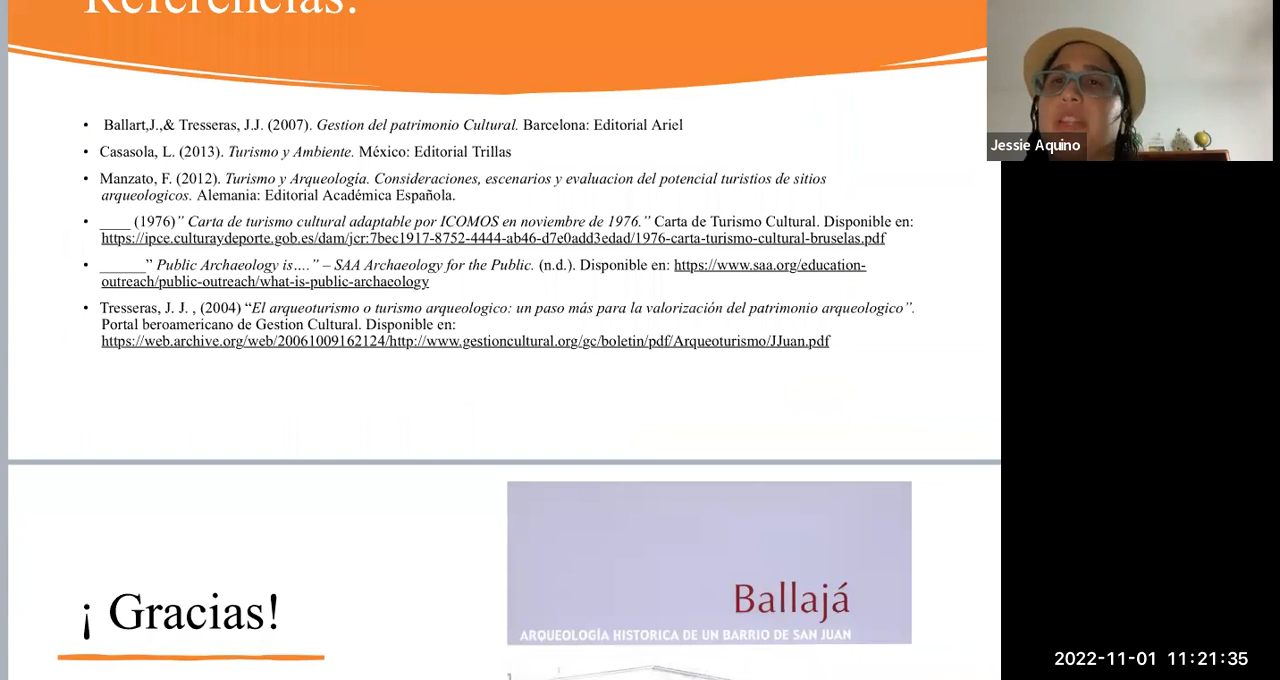 Referencias:
• Ballart,J.,& Tresseras, J.J. (2007). Gestion del patrimonio Cultural. Barcelona: Editorial Ariel
• Casasola, L. (2013). Turismo y Ambiente. México: Editorial Trillas
• Manzato, F. (2012). Turismo y Arqueología. Consideraciones, escenarios y evaluacion del potencial turistios de sitios
arqueologicos. Alemania: Editorial Académica Española.
• ____ (1976)” Carta de turismo cultural adaptable por ICOMOS en noviembre de 1976.” Carta de Turismo Cultural. Disponible en:
https://ipce.culturaydeporte.gob.es/dam/jcr:7bec1917-8752-4444-ab46-d7e0add3edad/1976-carta-turismo-cultural-bruselas.pdf
• ______” Public Archaeology is….” – SAA Archaeology for the Public. (n.d.). Disponible en: https://www.saa.org/education-
outreach/public-outreach/what-is-public-archaeology
• Tresseras, J. J. , (2004) “El arqueoturismo o turismo arqueologico: un paso más para la valorización del patrimonio arqueologico”.
Portal beroamericano de Gestion Cultural. Disponible en:
https://web.archive.org/web/20061009162124/http://www.gestioncultural.org/gc/boletin/pdf/Arqueoturismo/JJuan.pdf
Jessie Aquino
¡ Gracias!
Ballajá
ARQUEOLOGÍA HISTORICA DE UN BARRIO DE SAN JUAN
2022-11-01 11:21:35